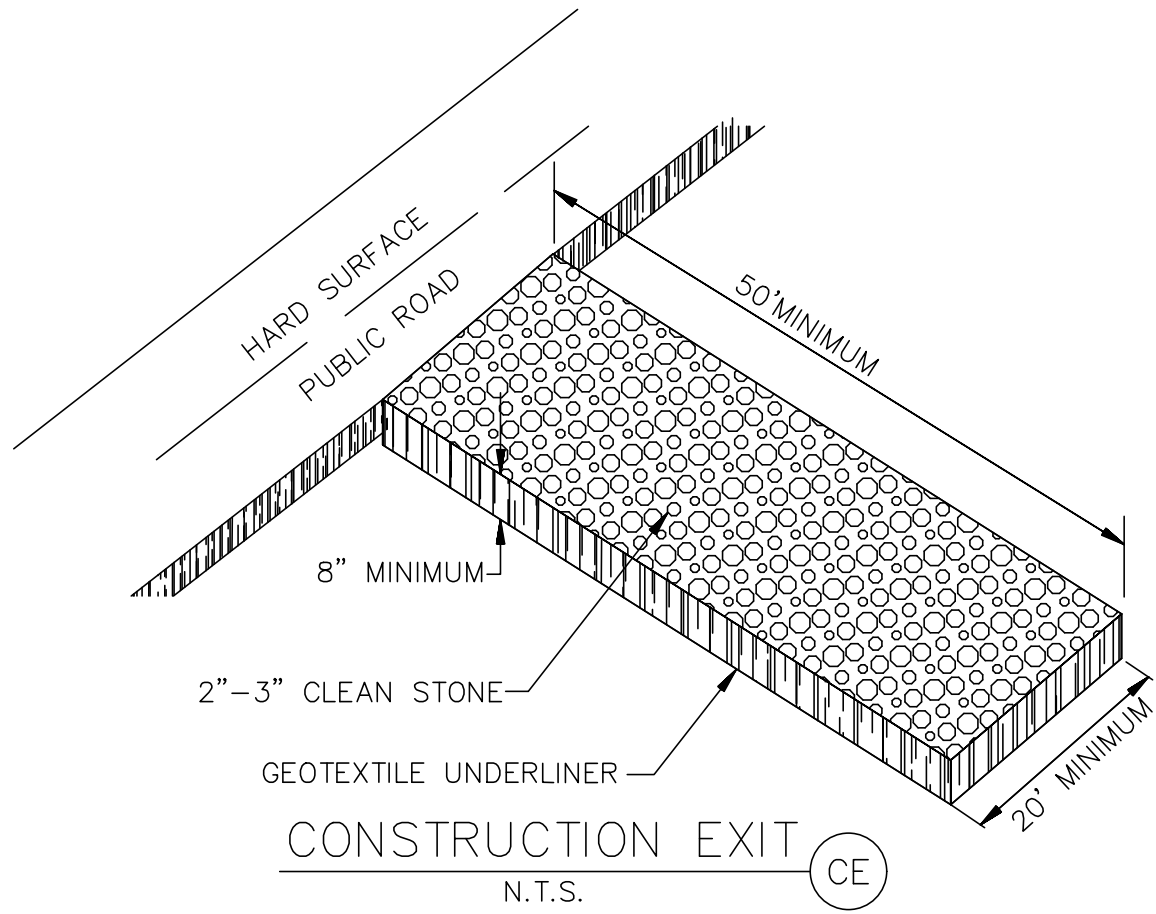 HARD SURFACE
PUBLIC ROAD
50'MINIMUM
8" MINIMUM
2"-3" CLEAN STONE
GEOTEXTILE UNDERLINER
20' MINIMUM
CONSTRUCTION EXIT
CE
N.T.S.